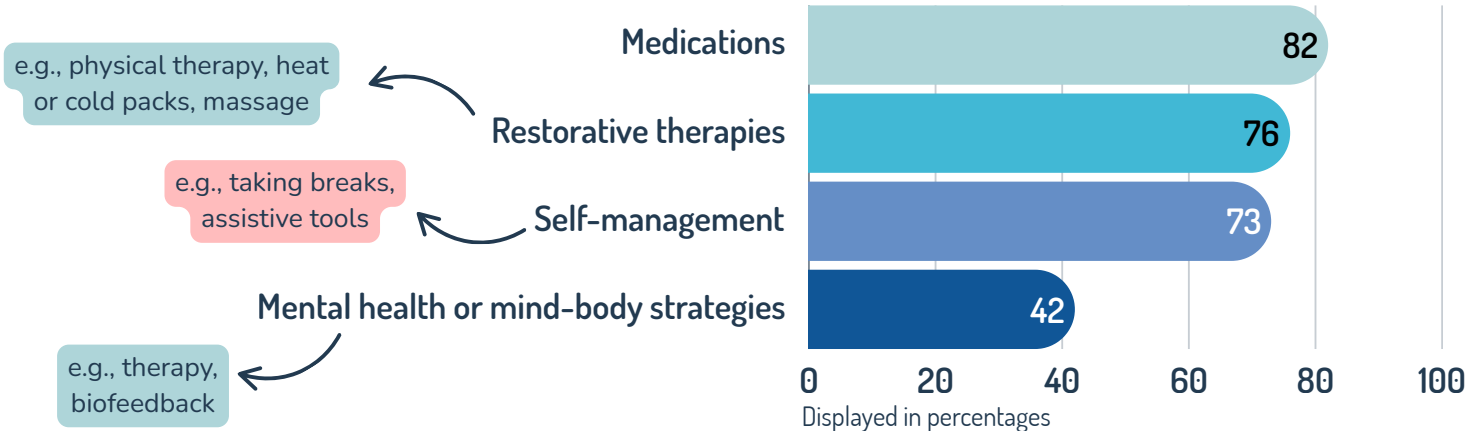 Medications
82
e.g., physical therapy, heat
or cold packs, massage
Restorative therapies
76
e.g., taking breaks,
assistive tools
Self-management
73
Mental health or mind-body strategies
42
e.g., therapy,
biofeedback
0 20 40 60 80 100
Displayed in percentages